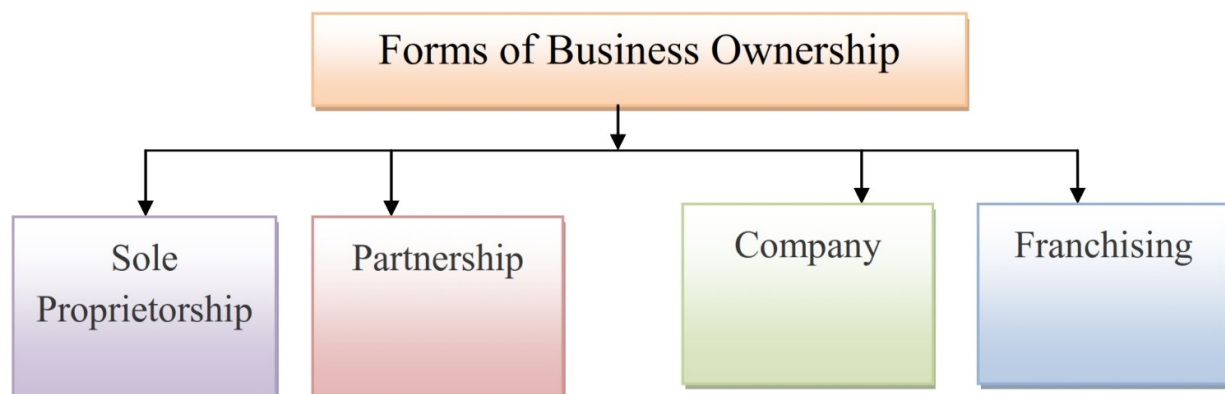 Forms of Business Ownership
Sole
Proprietorship
Partnership
Company
Franchising